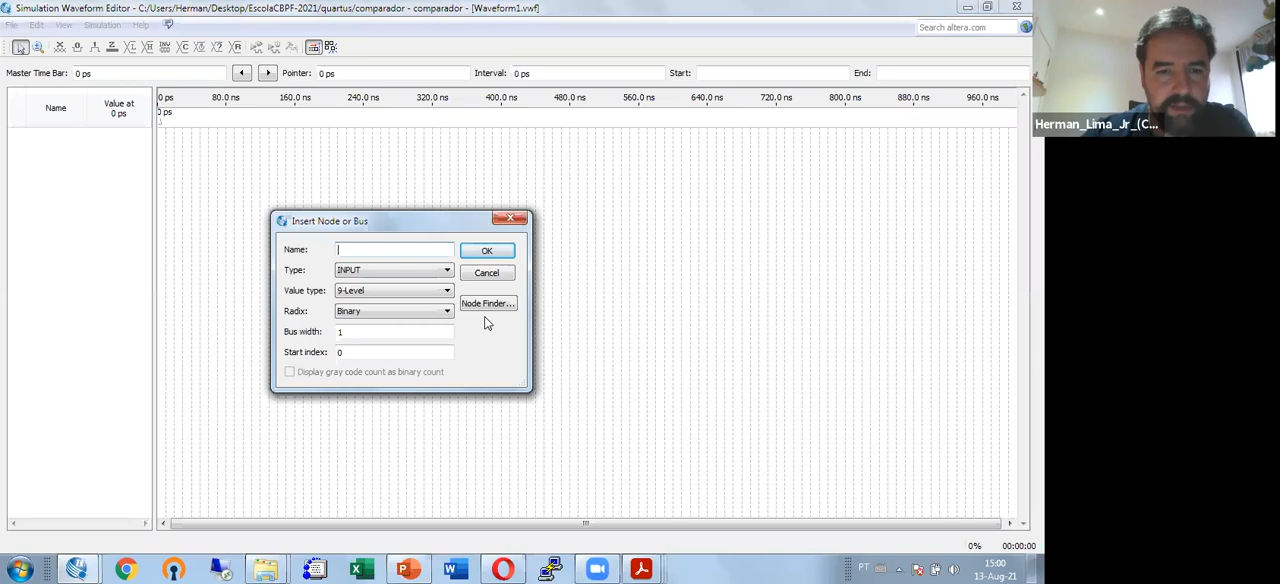 Simulation Waveform Editor - C:/Users/Herman/Desktop/EscolaCBPF-2021/quartus/comparador - comparador - [Waveform1.vwf]
File Edit View Simulation Help
Search altera.com
Master Time Bar: 0 ps Pointer: 0 ps Interval: 0 ps Start: End:
Name Value at 0 ps
0 ps 80.0 ns 160.0 ns 240.0 ns 320.0 ns 400.0 ns 480.0 ns 560.0 ns 640.0 ns 720.0 ns 800.0 ns 880.0 ns 960.0 ns
0 ps
Herman_Lima_Jr_(C...
Insert Node or Bus
Name: OK
Type: INPUT Cancel
Value type: 9-Level
Node Finder...
Radix: Binary
Bus width: 1
Start index: 0
Display gray code count as binary count
0% 00:00:00
PT 15:00
13-Aug-21